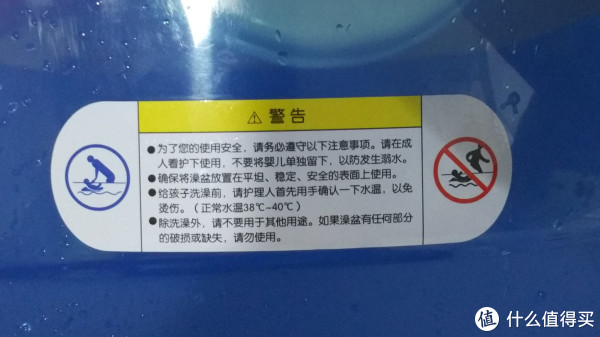 ⚠ 警告
●为了您的使用安全，请务必遵守以下注意事项。请在成
人看护下使用，不要将婴儿单独留下，以防发生溺水。
●确保将澡盆放置在平坦、稳定、安全的表面上使用。
●给孩子洗澡前，请护理人首先用手确认一下水温，以免
烫伤。（正常水温38℃~40℃）
●除洗澡外，请不要用于其他用途。如果澡盆有任何部分
的破损或缺失，请勿使用。
值 什么值得买